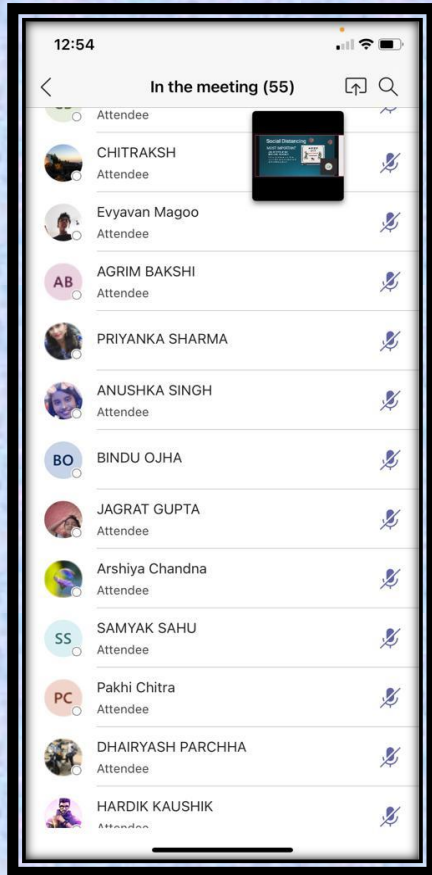 12:54
In the meeting (55)
Attendee
Social Distancing
CHITRAKSH
Attendee
Evyavan Magoo
Attendee
AB
AGRIM BAKSHI
Attendee
PRIYANKA SHARMA
ANUSHKA SINGH
Attendee
BO
BINDU OJHA
JAGRAT GUPTA
Attendee
Arshiya Chandna
Attendee
SS
SAMYAK SAHU
Attendee
PC
Pakhi Chitra
Attendee
DHAIRYASH PARCHHA
Attendee
HARDIK KAUSHIK
Attendee